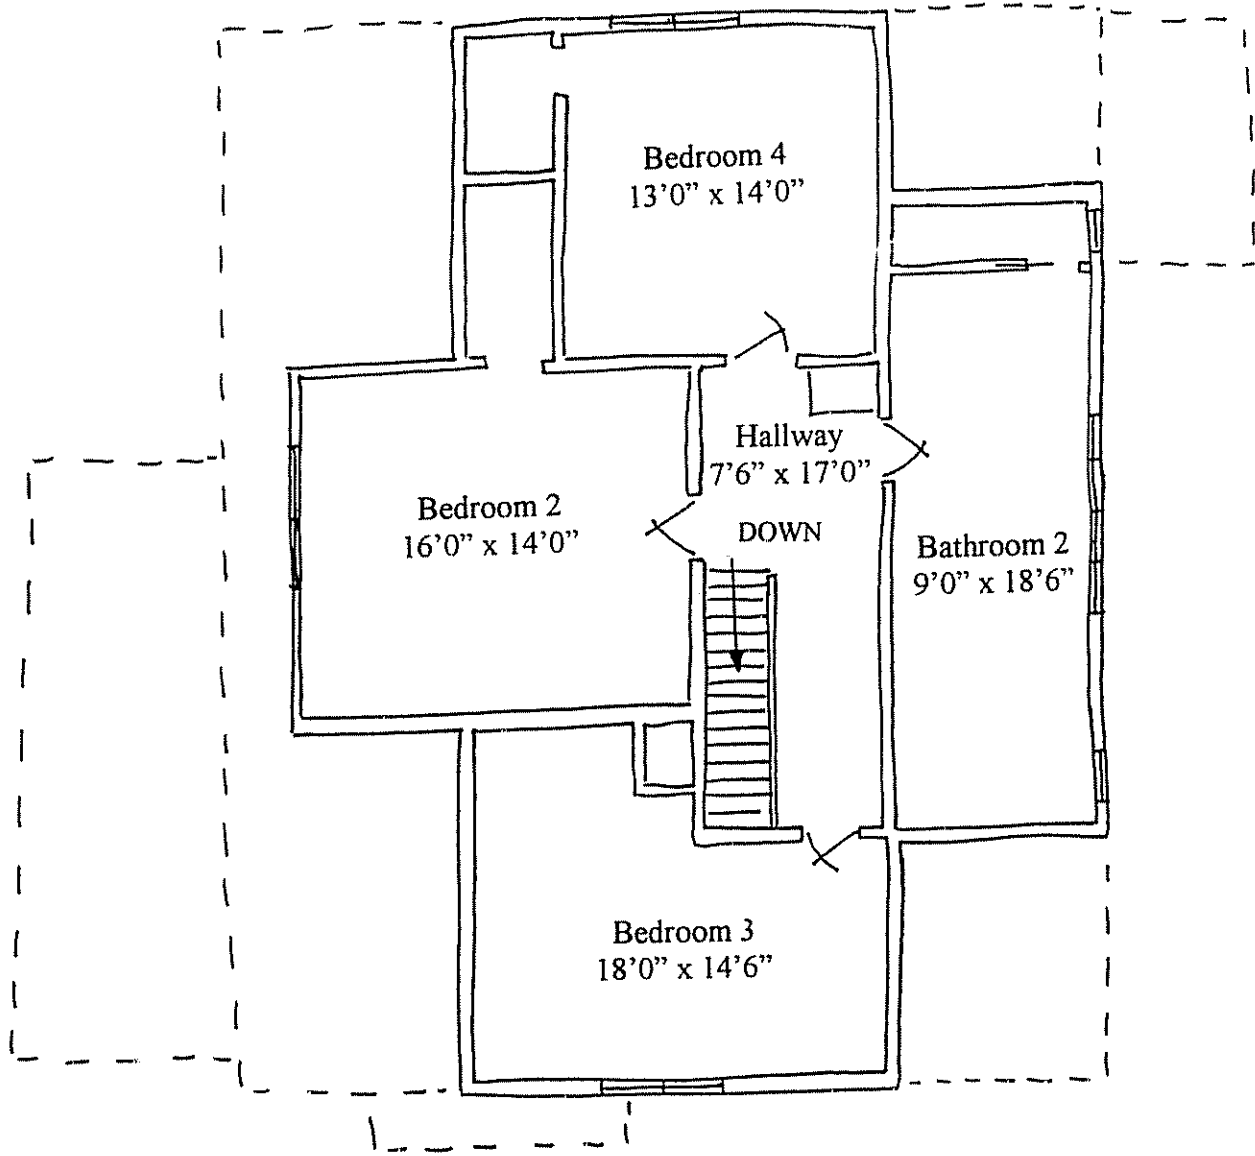 Bedroom 4
13’0” x 14’0”
Hallway
7’6” x 17’0”
Bedroom 2
16’0” x 14’0”
DOWN
Bathroom 2
9’0” x 18’6”
Bedroom 3
18’0” x 14’6”